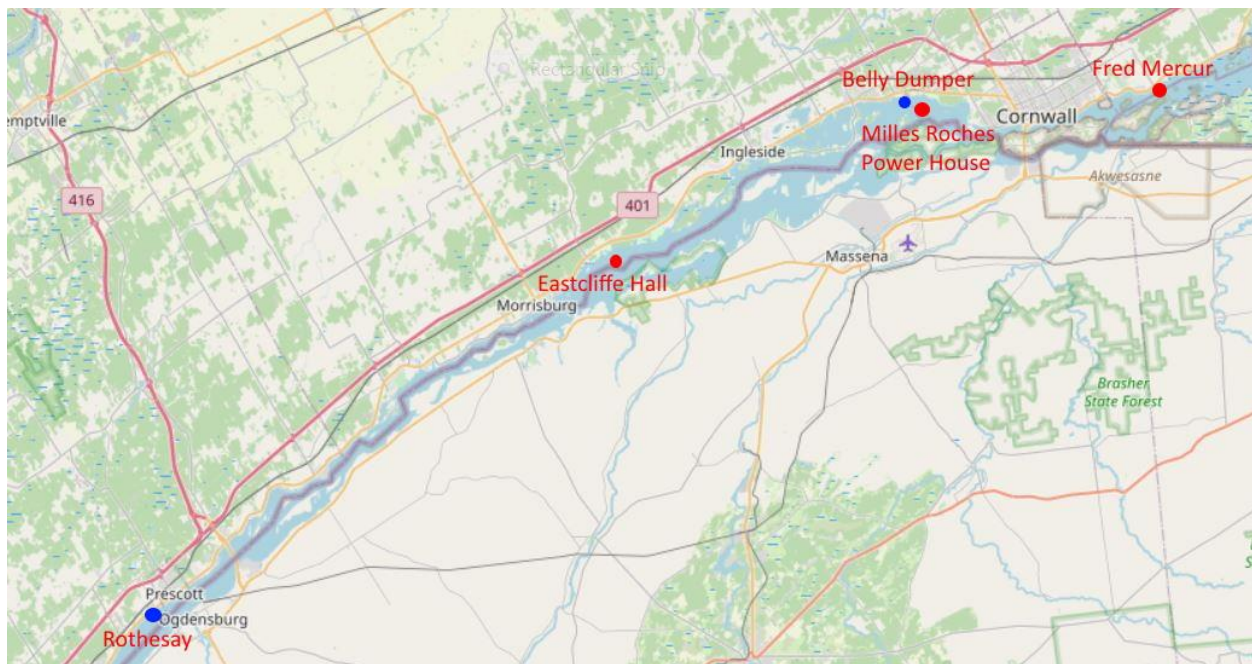 Rectangular Snip
Belly Dumper
Fred Mercur
Cornwall
Milles Roches
Power House
emptville
Ingleside
Akwesasne
416
401
Massena
Eastcliffe Hall
Morrisburg
Brasher
State Forest
Prescott
Ogdensburg
Rothesay